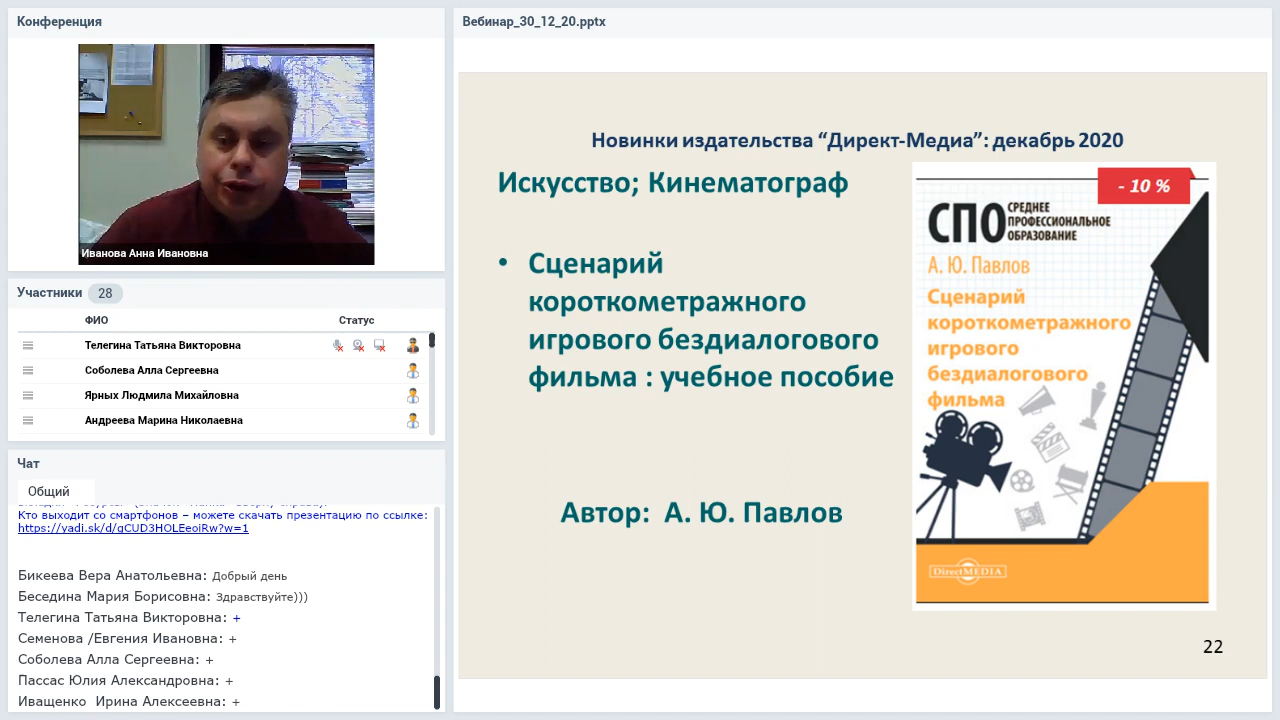 Конференция
Иванова Анна Ивановна
Участники 28
ФИО Статус
Телегина Татьяна Викторовна
Соболева Алла Сергеевна
Ярных Людмила Михайловна
Андреева Марина Николаевна
Чат
Общий
Кто выходит со смартфонов – можете скачать презентацию по ссылке:
https://yadi.sk/d/gCUD3HOLEeoiRw?w=1
Бикеева Вера Анатольевна: Добрый день
Беседина Мария Борисовна: Здравствуйте)))
Телегина Татьяна Викторовна: +
Семенова /Евгения Ивановна: +
Соболева Алла Сергеевна: +
Пассас Юлия Александровна: +
Иващенко  Ирина Алексеевна: +
Вебинар_30_12_20.pptx
Новинки издательства “Директ-Медиа”: декабрь 2020
Искусство; Кинематограф
• Сценарий
короткометражного
игрового бездиалогового
фильма : учебное пособие
Автор:  А. Ю. Павлов
- 10 %
СПО
СРЕДНЕЕ
ПРОФЕССИОНАЛЬНОЕ
ОБРАЗОВАНИЕ
А. Ю. Павлов
Сценарий
короткометражного
игрового
бездиалогового
фильма
DirectMEDIA
22